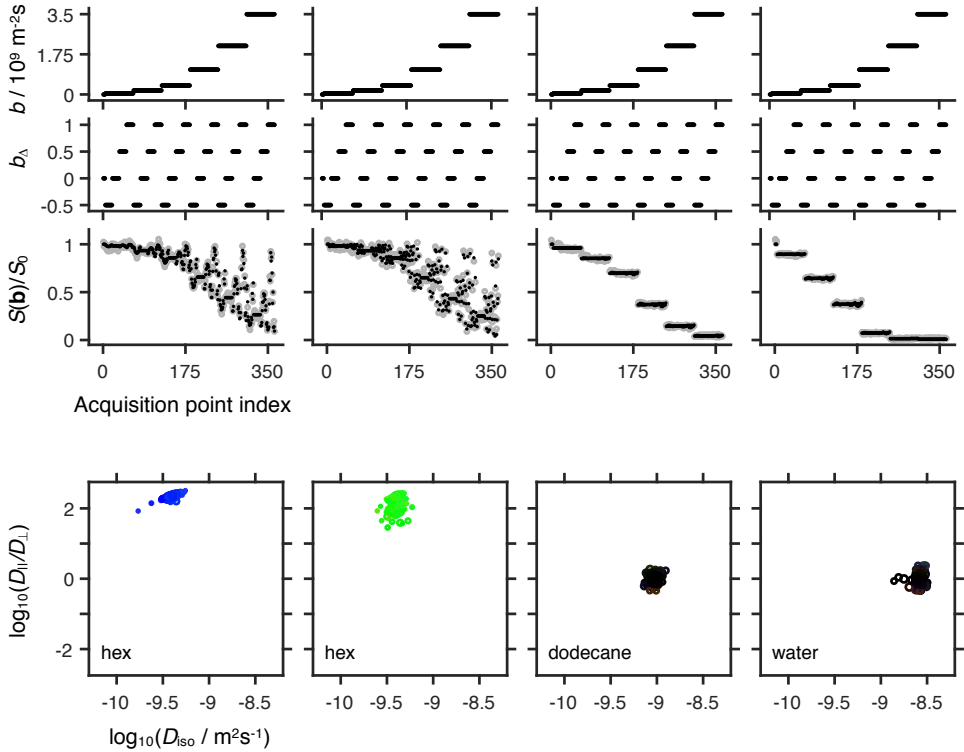 b / 10⁹ m⁻²s
3.5
1.75
0
b_Δ
1
0.5
0
-0.5
S(b)/S₀
1
0.5
0
0 175 350 0 175 350 0 175 350 0 175 350
Acquisition point index
log₁₀(D_||/D_⊥)
2
0
-2
hex hex dodecane water
-10 -9.5 -9 -8.5 -10 -9.5 -9 -8.5 -10 -9.5 -9 -8.5 -10 -9.5 -9 -8.5
log₁₀(D_iso / m²s⁻¹)